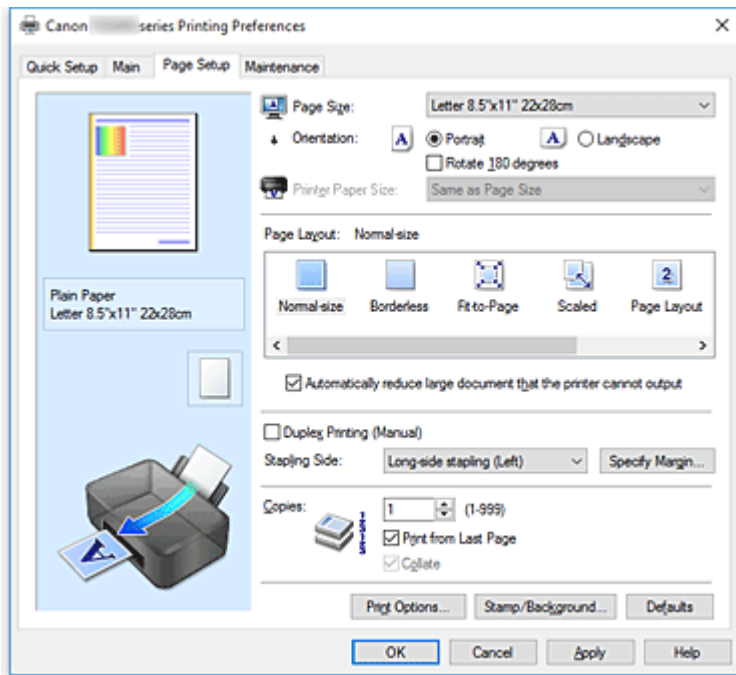 Canon series Printing Preferences
Quick Setup Main Page Setup Maintenance
Page Size: Letter 8.5"x11" 22x28cm
Orientation: A Portrait A Landscape
Rotate 180 degrees
Printer Paper Size: Same as Page Size
Page Layout: Normal-size
2
Normal-size Borderless Fit-to-Page Scaled Page Layout
Plain Paper
Letter 8.5"x11" 22x28cm
Automatically reduce large document that the printer cannot output
Duplex Printing (Manual)
Stapling Side: Long-side stapling (Left) Specify Margin...
Copies: 1 (1-999)
Print from Last Page
Collate
A
Print Options... Stamp/Background... Defaults
OK Cancel Apply Help